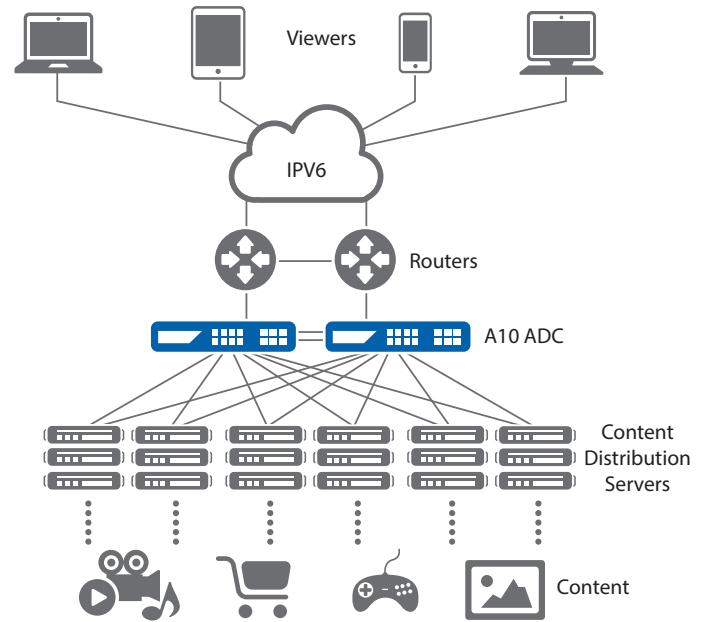 Viewers
IPV6
Routers
A10 ADC
Content
Distribution
Servers
Content